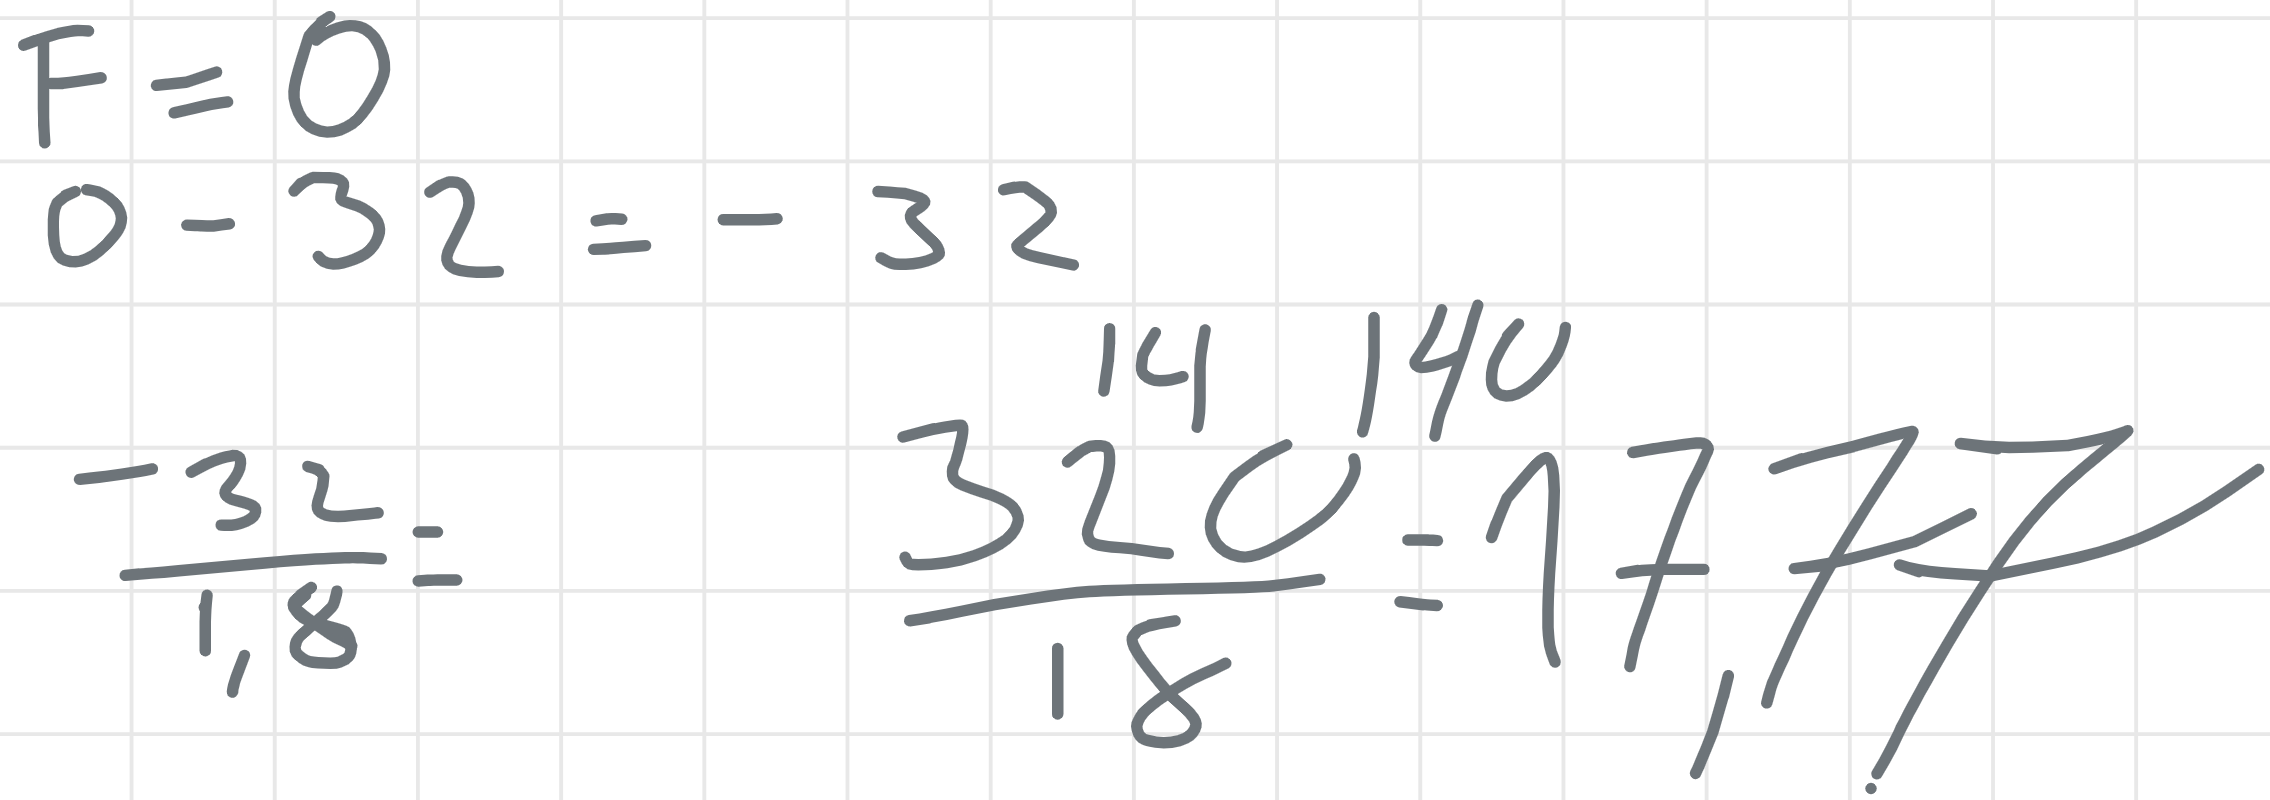 F = 0
0 - 32 = - 32
14 140
-32 / 1,8 = 320 / 18 = 17,77